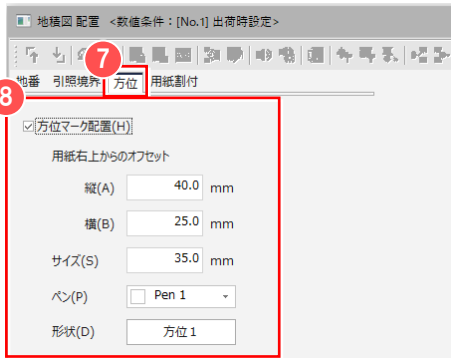 地積図 配置 <数値条件：[No.1] 出荷時設定>
7
地番 引照境界 方位 用紙割付
8
方位マーク配置(H)
用紙右上からのオフセット
縦(A) 40.0 mm
横(B) 25.0 mm
サイズ(S) 35.0 mm
ペン(P) Pen 1
形状(D) 方位 1